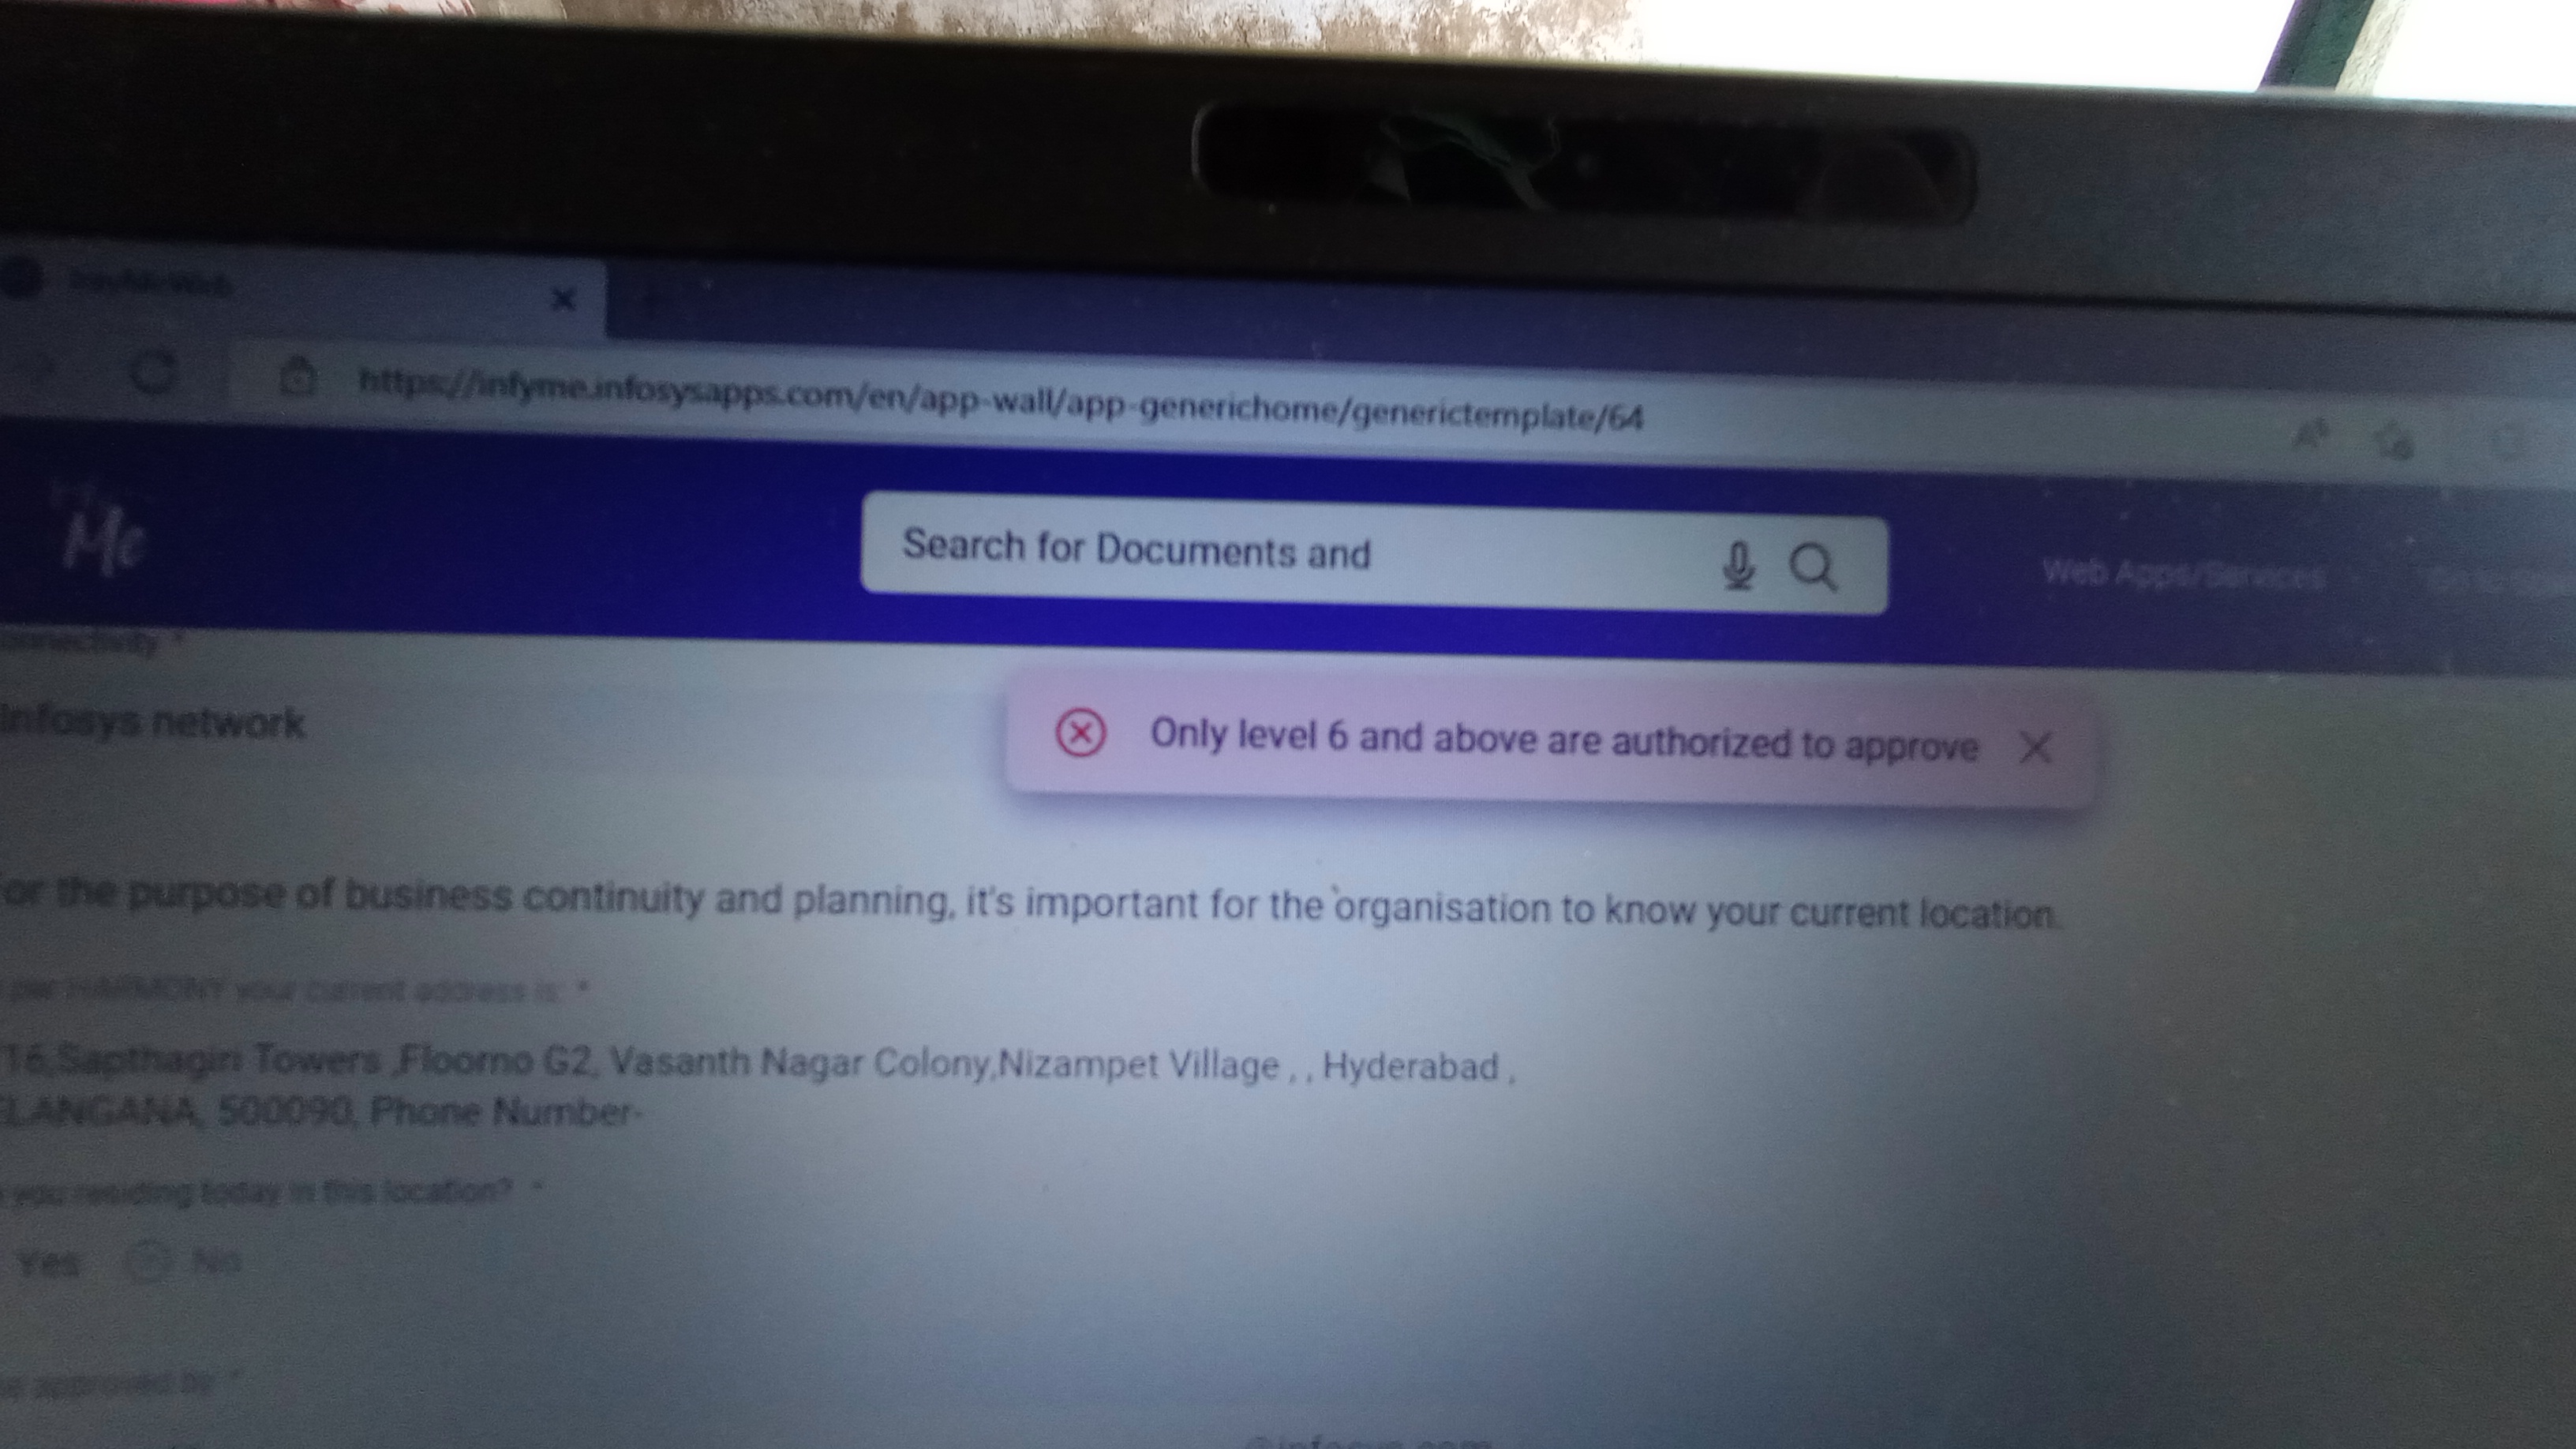 https://infyme.infosysapps.com/en/app-wall/app-generichome/generictemplate/64
Me
Search for Documents and
Web Apps/Services
onnectivity *
Infosys network
Only level 6 and above are authorized to approve
or the purpose of business continuity and planning, it's important for the organisation to know your current location.
per HARMONY your current address is: *
16,Sapthagiri Towers ,Floorno G2, Vasanth Nagar Colony,Nizampet Village , , Hyderabad ,
ELANGANA, 500090, Phone Number-
you residing today in this location? *
Yes No
approved by *